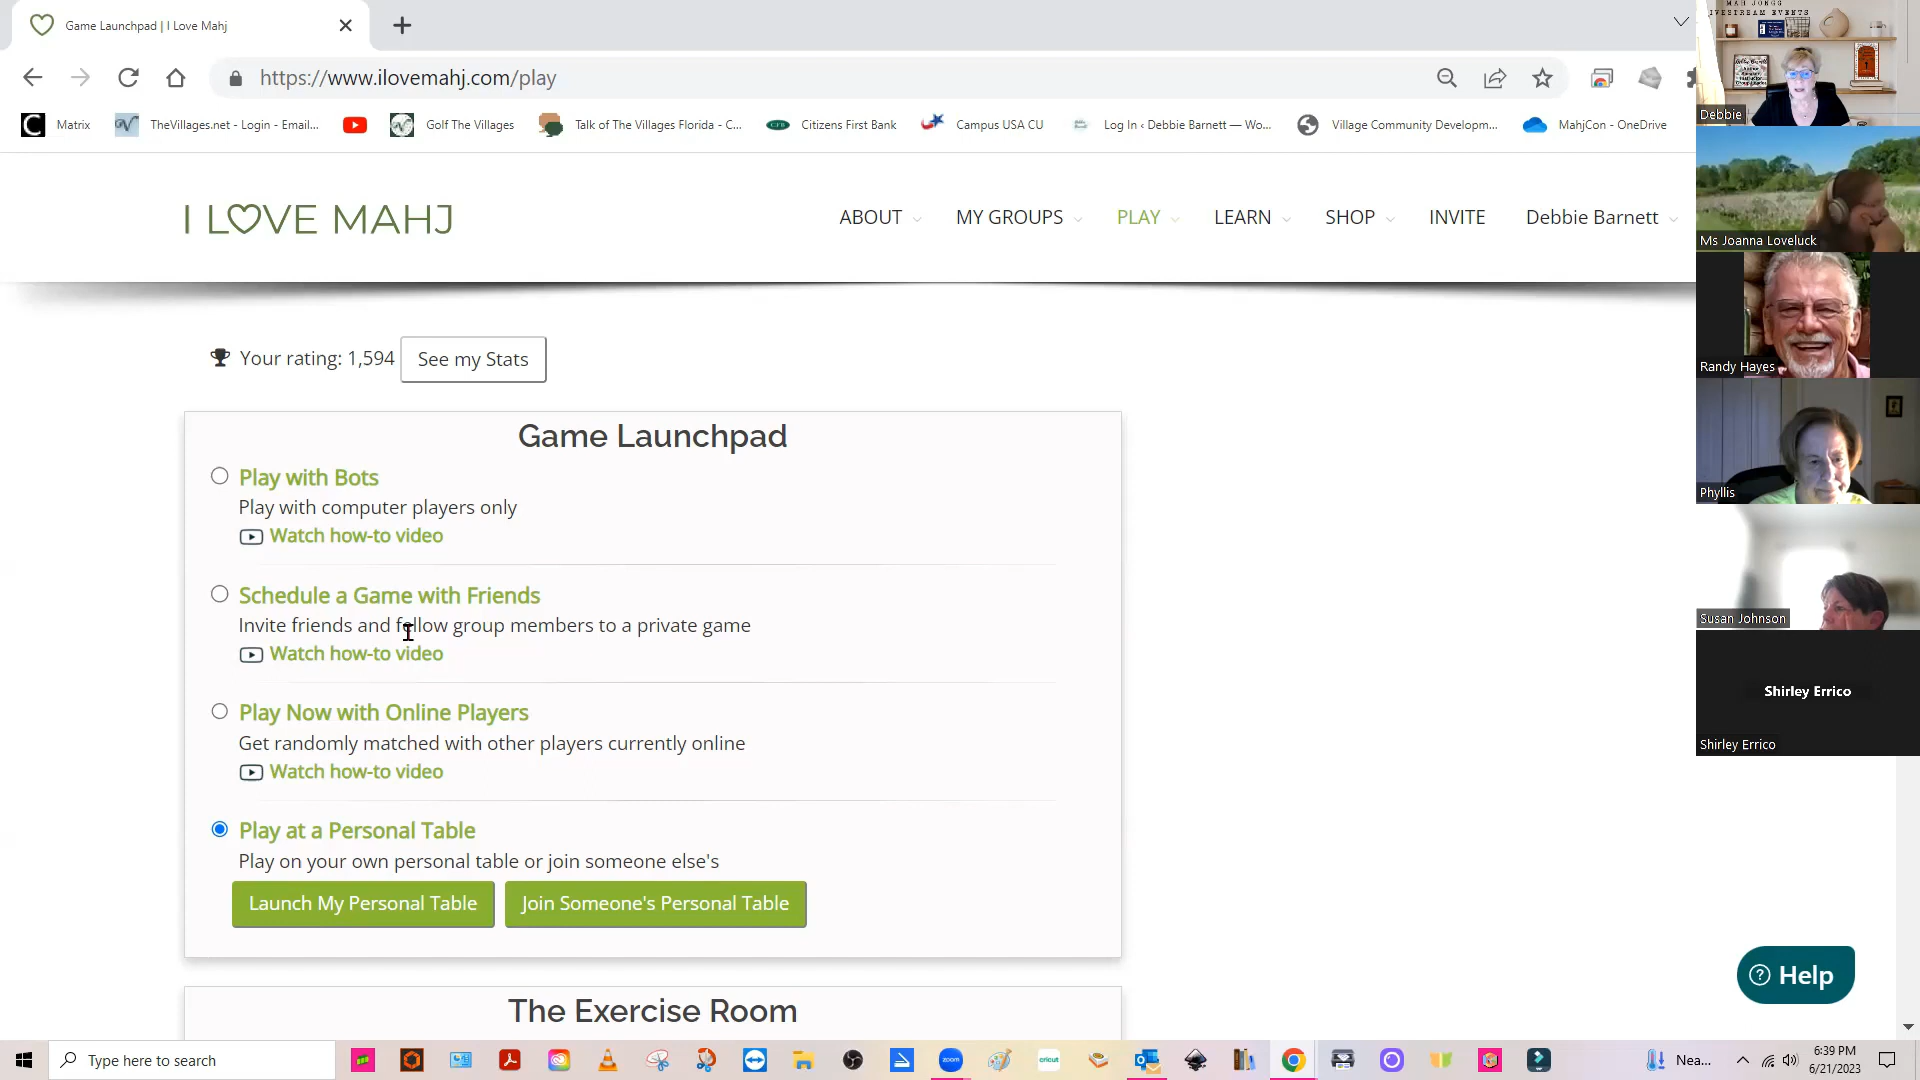 Game Launchpad | I Love Mahj
https://www.ilovemahj.com/play
Matrix
TheVillages.net - Login - Email...
Golf The Villages
Talk of The Villages Florida - C...
Citizens First Bank
Campus USA CU
Log In ‹ Debbie Barnett — Wo...
Village Community Developm...
MahjCon - OneDrive
I LOVE MAHJ
ABOUT
MY GROUPS
PLAY
LEARN
SHOP
INVITE
Debbie Barnett
Your rating: 1,594
See my Stats
Game Launchpad
Play with Bots
Play with computer players only
Watch how-to video
Schedule a Game with Friends
Invite friends and follow group members to a private game
Watch how-to video
Play Now with Online Players
Get randomly matched with other players currently online
Watch how-to video
Play at a Personal Table
Play on your own personal table or join someone else's
Launch My Personal Table
Join Someone's Personal Table
The Exercise Room
Help
MAH JONGG
LIVESTREAM EVENTS
Debbie
Ms Joanna Loveluck
Randy Hayes
Phyllis
Susan Johnson
Shirley Errico
Shirley Errico
Type here to search
zoom
cricut
Nea...
6:39 PM
6/21/2023